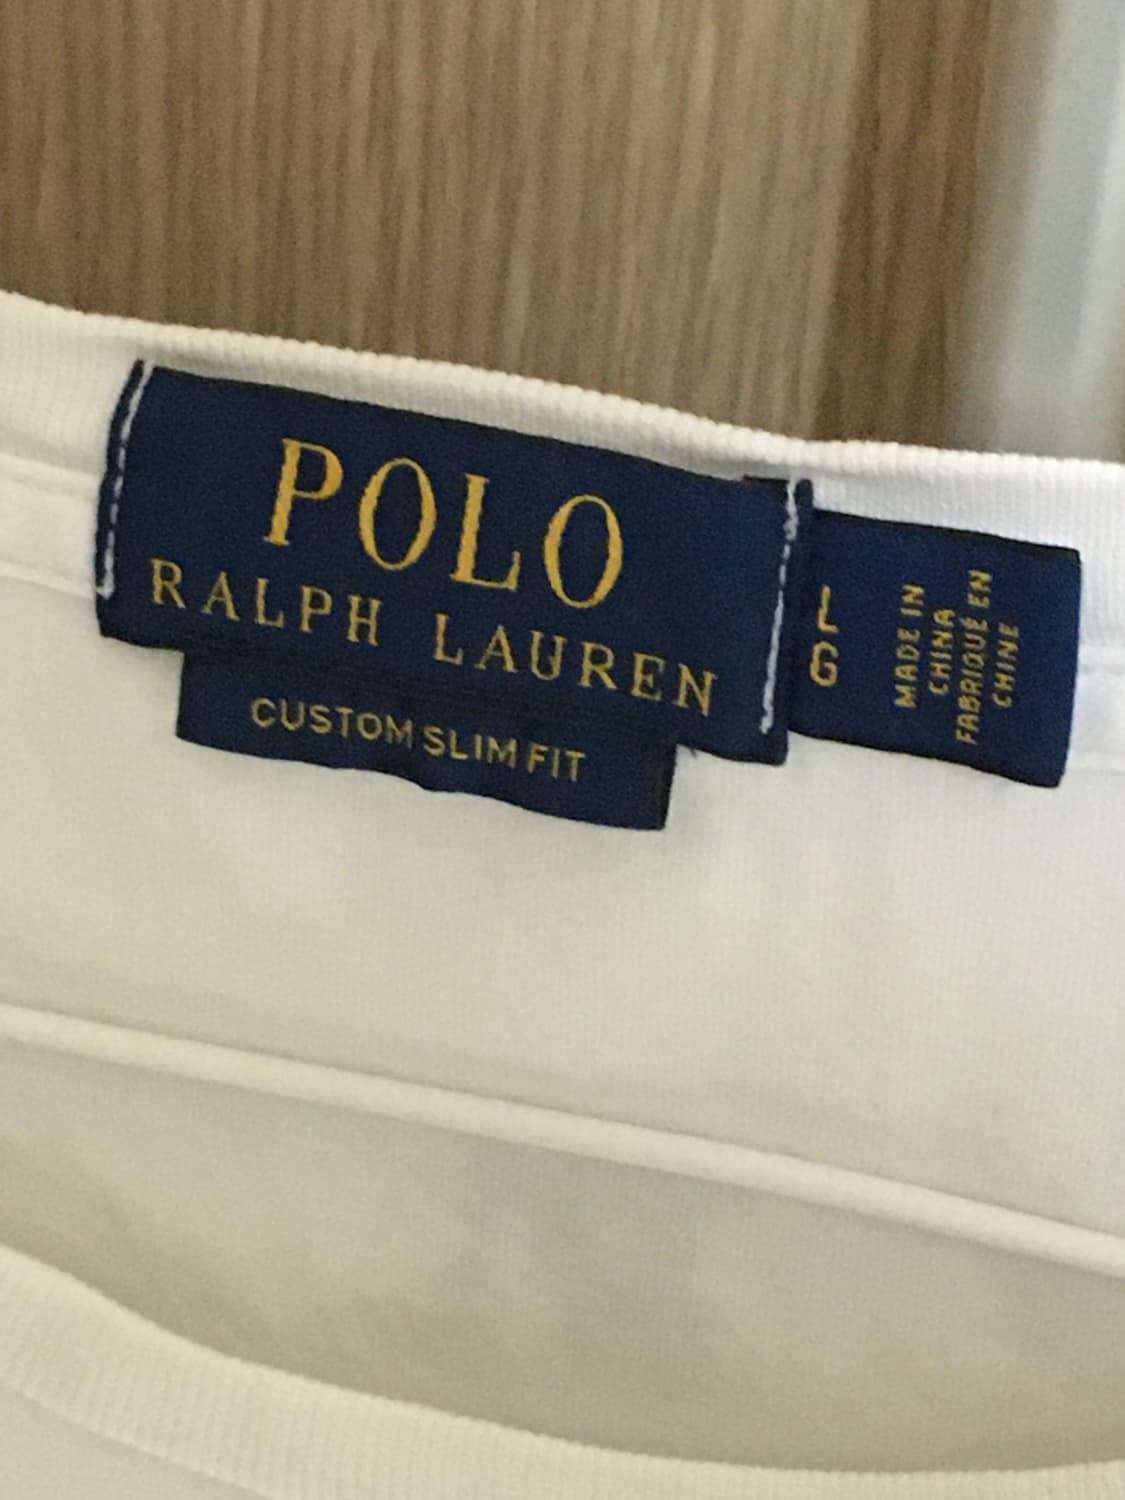 POLO
RALPH LAUREN
CUSTOM SLIM FIT
L
G
MADE IN
CHINA
FABRIQUÉ EN
CHINE